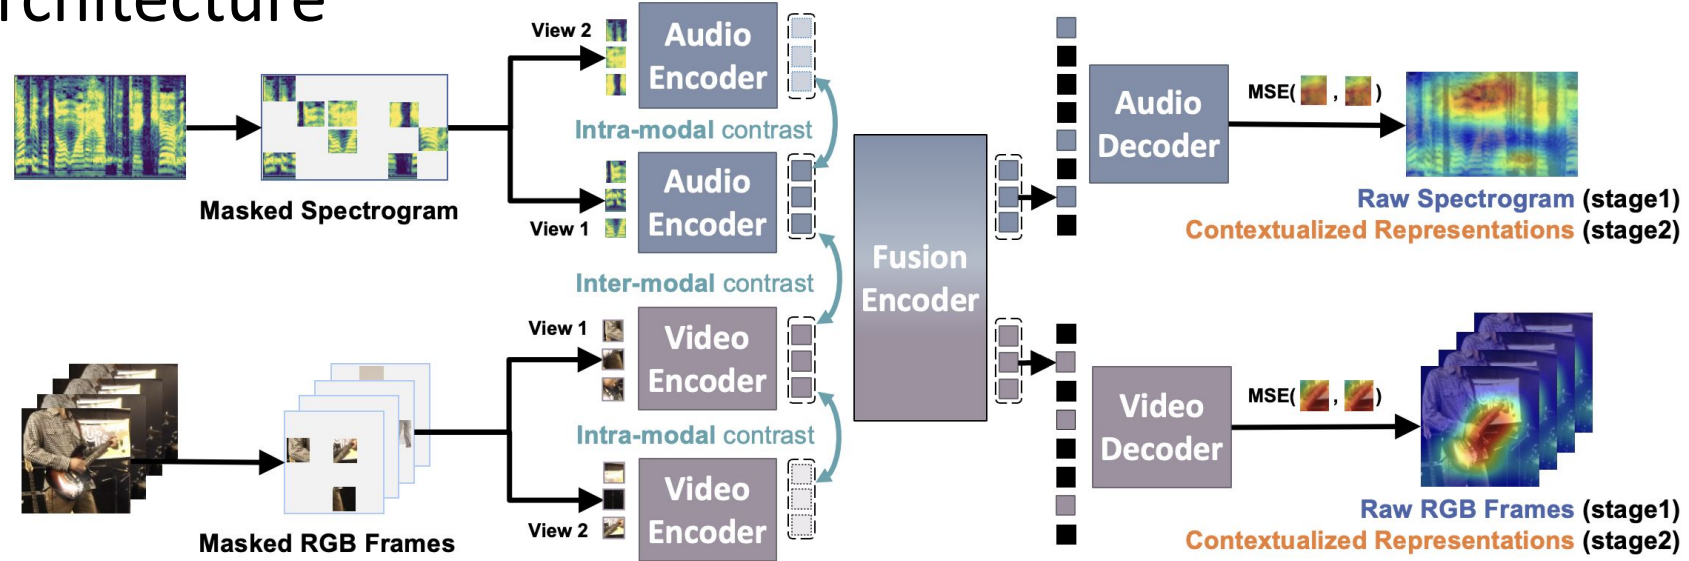 rchitecture
View 2
Audio
Encoder
Intra-modal contrast
Audio
Encoder
View 1
Masked Spectrogram
Inter-modal contrast
View 1
Video
Encoder
Intra-modal contrast
Video
Encoder
View 2
Masked RGB Frames
Fusion
Encoder
Audio
Decoder
MSE( , )
Raw Spectrogram (stage1)
Contextualized Representations (stage2)
Video
Decoder
MSE( , )
Raw RGB Frames (stage1)
Contextualized Representations (stage2)